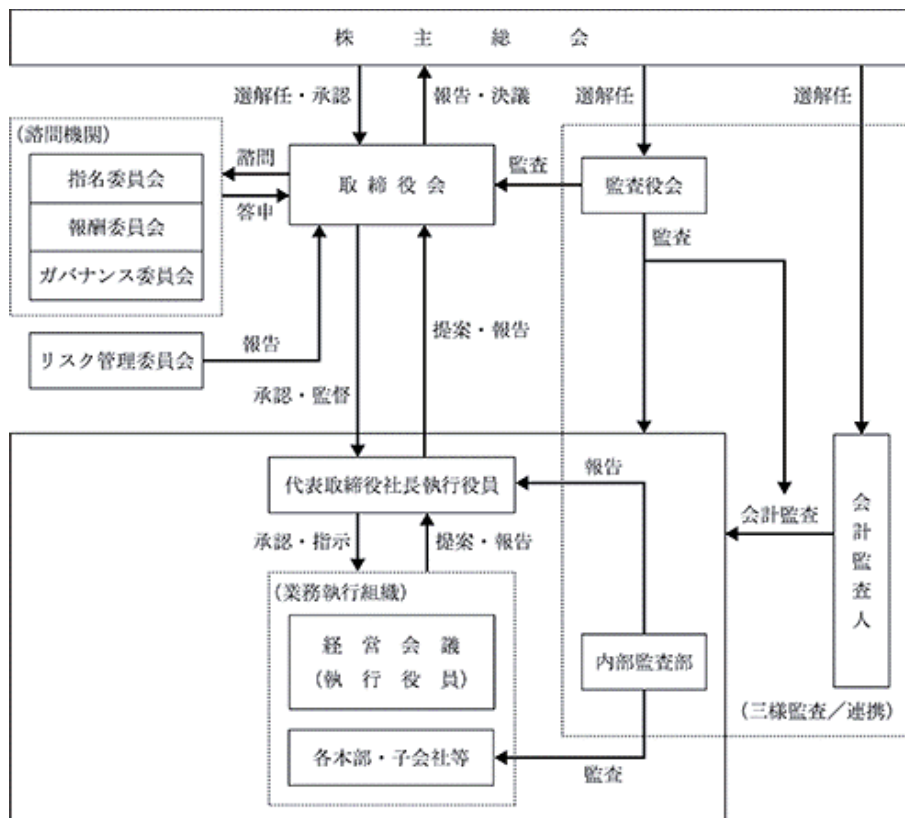 株主総会
選解任・承認
報告・決議
選解任
選解任
(諮問機関)
指名委員会
報酬委員会
ガバナンス委員会
諮問
答申
取締役会
監査
監査役会
監査
リスク管理委員会
報告
提案・報告
承認・監督
代表取締役社長執行役員
報告
会計監査
会計監査人
承認・指示
提案・報告
(業務執行組織)
経営会議
(執行役員)
内部監査部
(三様監査／連携)
各本部・子会社等
監査